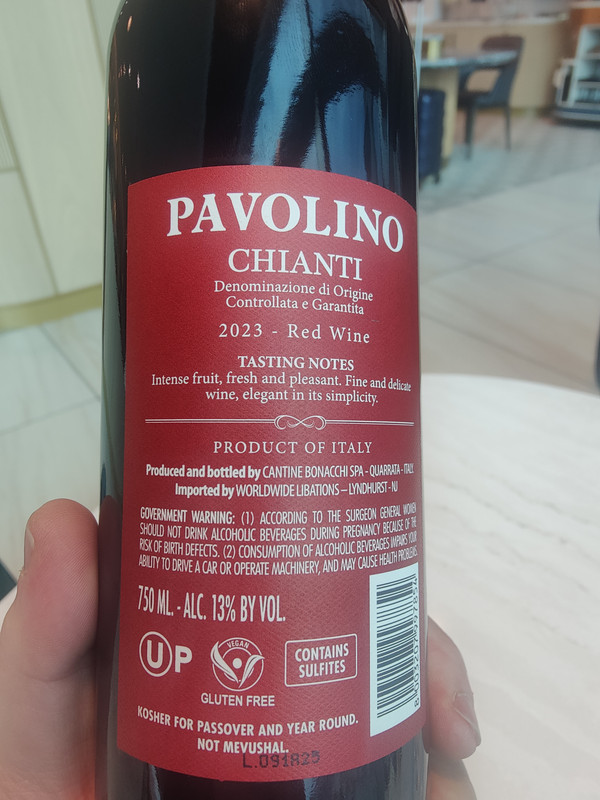 PAVOLINO
CHIANTI
Denominazione di Origine
Controllata e Garantita
2023 - Red Wine
TASTING NOTES
Intense fruit, fresh and pleasant. Fine and delicate
wine, elegant in its simplicity.
PRODUCT OF ITALY
Produced and bottled by CANTINE BONACCHI SPA - QUARRATA - ITALY
Imported by WORLDWIDE LIBATIONS – LYNDHURST - NJ
GOVERNMENT WARNING: (1) ACCORDING TO THE SURGEON GENERAL WOMEN
SHOULD NOT DRINK ALCOHOLIC BEVERAGES DURING PREGNANCY BECAUSE OF THE
RISK OF BIRTH DEFECTS. (2) CONSUMPTION OF ALCOHOLIC BEVERAGES IMPAIRS YOUR
ABILITY TO DRIVE A CAR OR OPERATE MACHINERY, AND MAY CAUSE HEALTH PROBLEMS.
750 ML. - ALC. 13% BY VOL.
U P
VEGAN
GLUTEN FREE
CONTAINS
SULFITES
KOSHER FOR PASSOVER AND YEAR ROUND.
NOT MEVUSHAL.
L.091A25